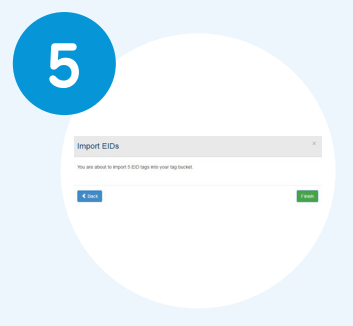 5
Import EIDs ×
You are about to import 5 EID tags into your tag bucket.
Back Finish